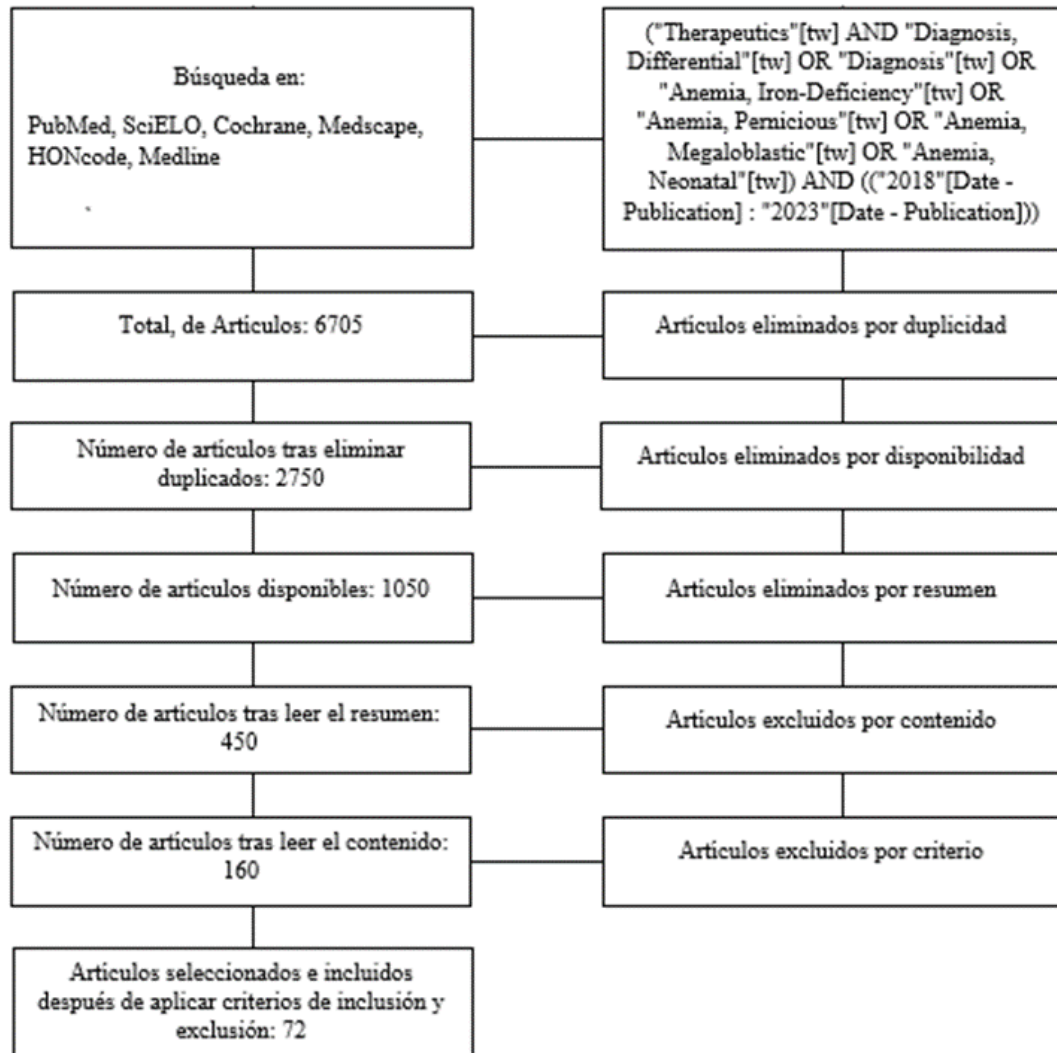 Búsqueda en:
PubMed, SciELO, Cochrane, Medscape,
HONcode, Medline
("Therapeutics"[tw] AND "Diagnosis,
Differential"[tw] OR "Diagnosis"[tw] OR
"Anemia, Iron-Deficiency"[tw] OR
"Anemia, Pernicious"[tw] OR "Anemia,
Megaloblastic"[tw] OR "Anemia,
Neonatal"[tw]) AND (("2018"[Date -
Publication] : "2023"[Date - Publication]))
Total, de Artículos: 6705
Artículos eliminados por duplicidad
Número de artículos tras eliminar
duplicados: 2750
Artículos eliminados por disponibilidad
Número de artículos disponibles: 1050
Artículos eliminados por resumen
Número de artículos tras leer el resumen:
450
Artículos excluidos por contenido
Número de artículos tras leer el contenido:
160
Artículos excluidos por criterio
Artículos seleccionados e incluidos
después de aplicar criterios de inclusión y
exclusión: 72